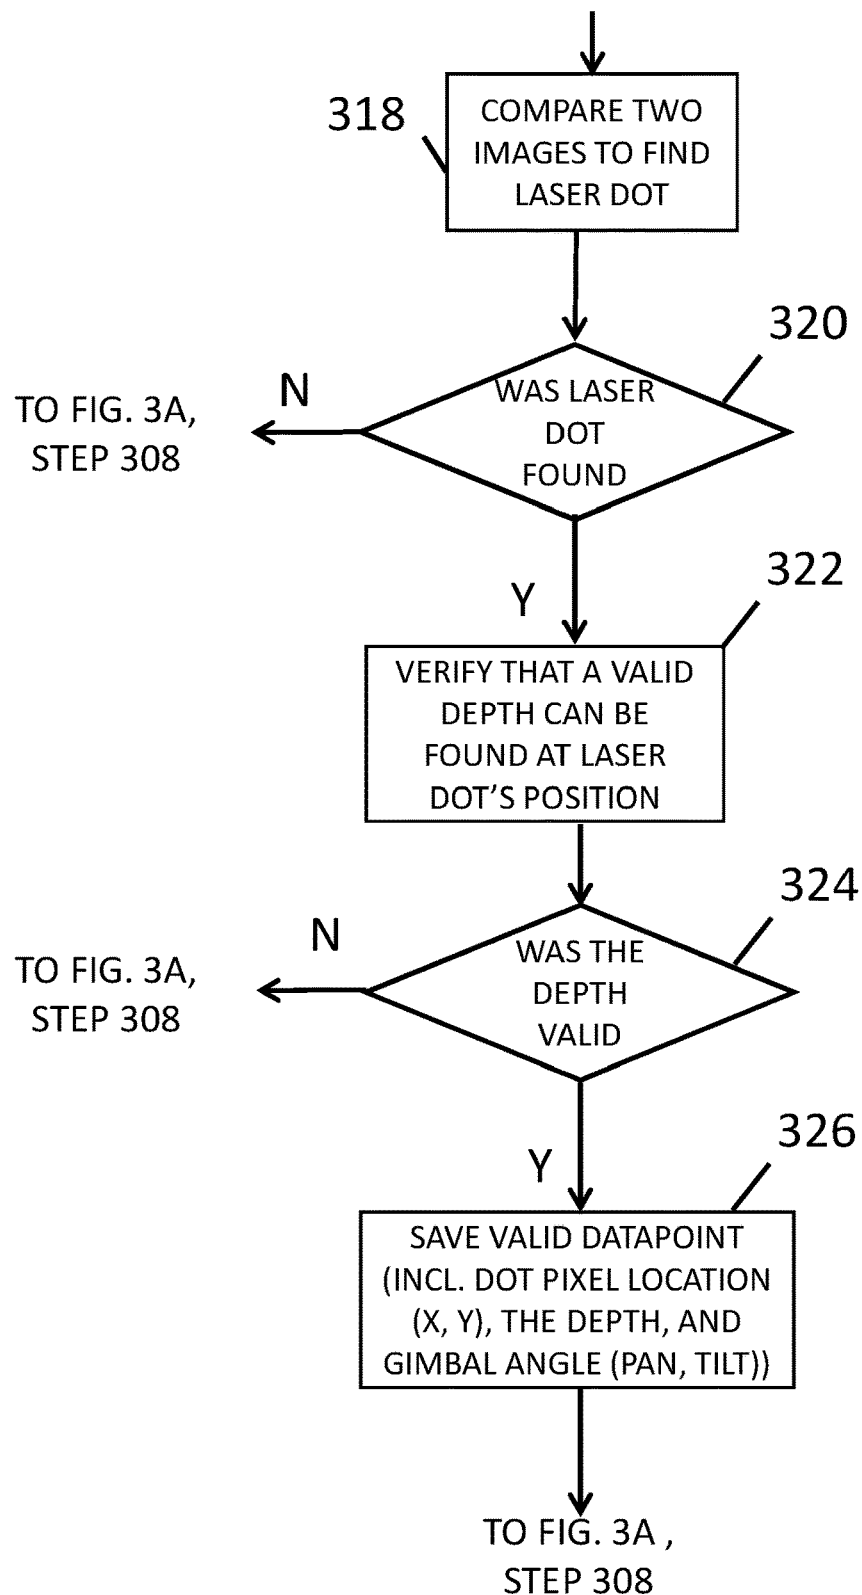 318
COMPARE TWO
IMAGES TO FIND
LASER DOT
320
WAS LASER
DOT
FOUND
N
TO FIG. 3A,
STEP 308
Y
322
VERIFY THAT A VALID
DEPTH CAN BE
FOUND AT LASER
DOT’S POSITION
324
WAS THE
DEPTH
VALID
N
TO FIG. 3A,
STEP 308
Y
326
SAVE VALID DATAPOINT
(INCL. DOT PIXEL LOCATION
(X, Y), THE DEPTH, AND
GIMBAL ANGLE (PAN, TILT))
TO FIG. 3A ,
STEP 308